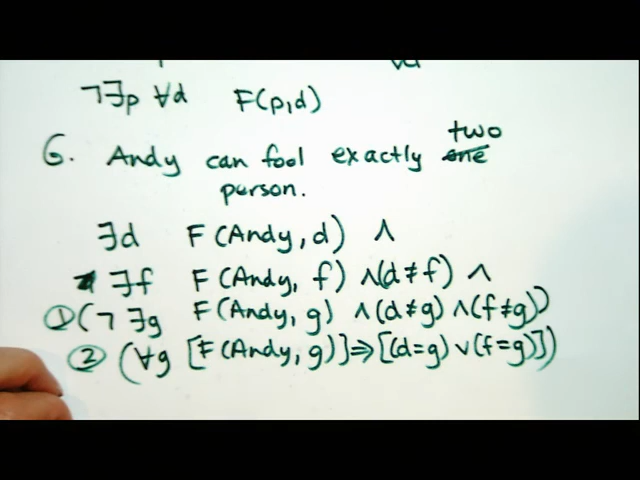 ∀d
¬∃p ∀d F(p,d)
6. Andy can fool exactly one two
person.
∃d F(Andy, d) ∧
∃f F(Andy, f) ∧(d≠f) ∧
①(¬∃g F(Andy, g) ∧(d≠g) ∧(f≠g))
② (∀g [F(Andy, g)]⇒[(d=g)∨(f=g)])